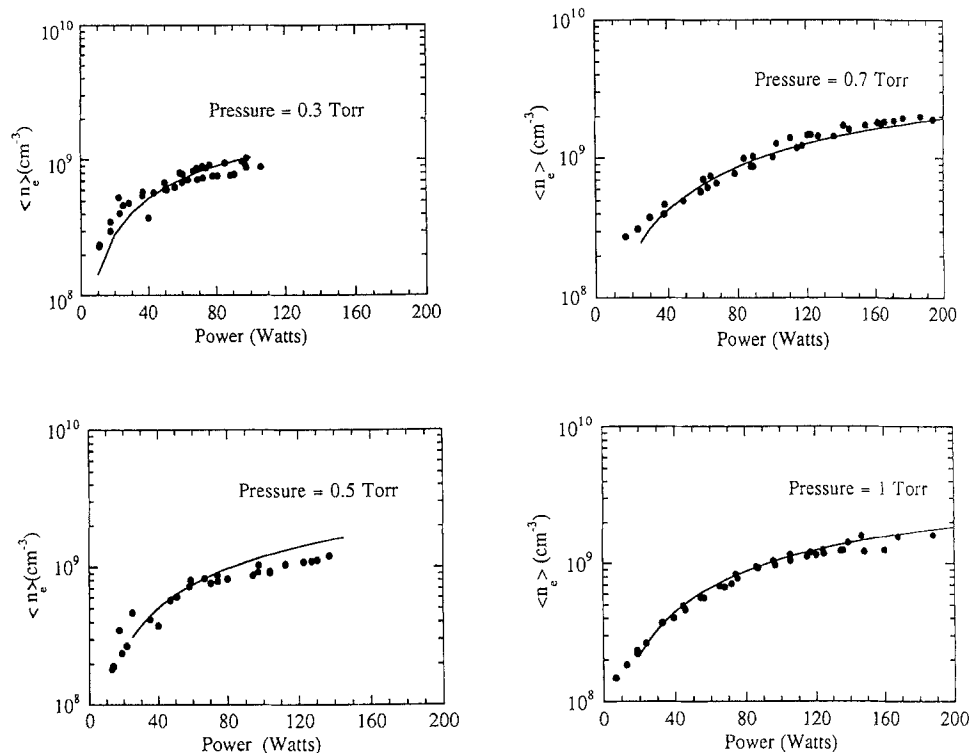 10^10
Pressure = 0.3 Torr
10^9
< n_e >(cm^-3)
10^8
0 40 80 120 160 200
Power (Watts)
10^10
Pressure = 0.7 Torr
10^9
<n_e> (cm^-3)
10^8
0 40 80 120 160 200
Power (Watts)
10^10
Pressure = 0.5 Torr
10^9
< n_e >(cm^-3)
10^8
0 40 80 120 160 200
Power (Watts)
10^10
Pressure = 1 Torr
10^9
<n_e> (cm^-3)
10^8
0 40 80 120 160 200
Power (Watts)